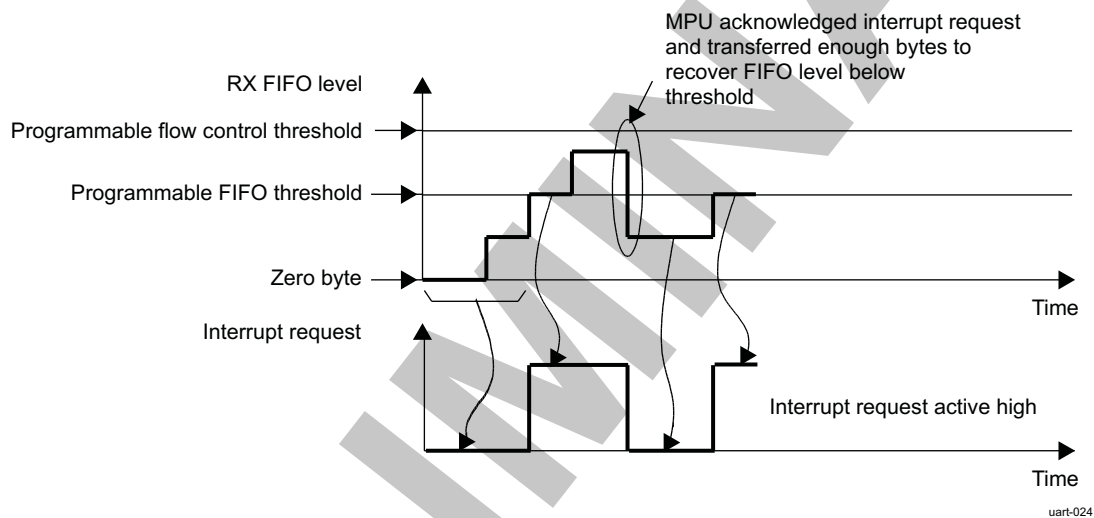 MPU acknowledged interrupt request
and transferred enough bytes to
recover FIFO level below
threshold
RX FIFO level
Programmable flow control threshold
Programmable FIFO threshold
Zero byte
Time
Interrupt request
Interrupt request active high
Time
uart-024